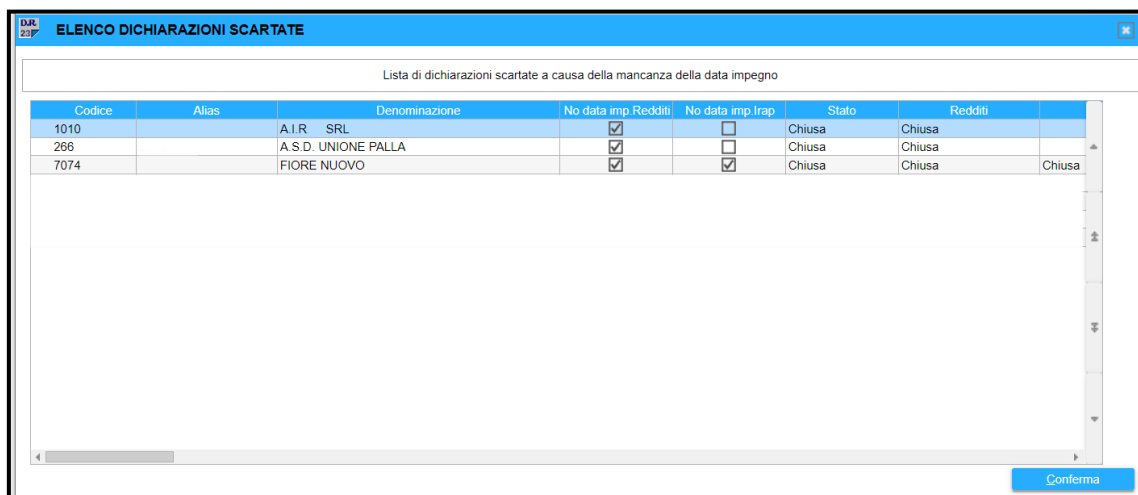 D.R. 23 ELENCO DICHIARAZIONI SCARTATE
Lista di dichiarazioni scartate a causa della mancanza della data impegno
Codice Alias Denominazione No data imp.Redditi No data imp.Irap Stato Redditi
1010 A.I.R. SRL Chiusa Chiusa
266 A.S.D. UNIONE PALLA Chiusa Chiusa
7074 FIORE NUOVO Chiusa Chiusa Chiusa
Conferma